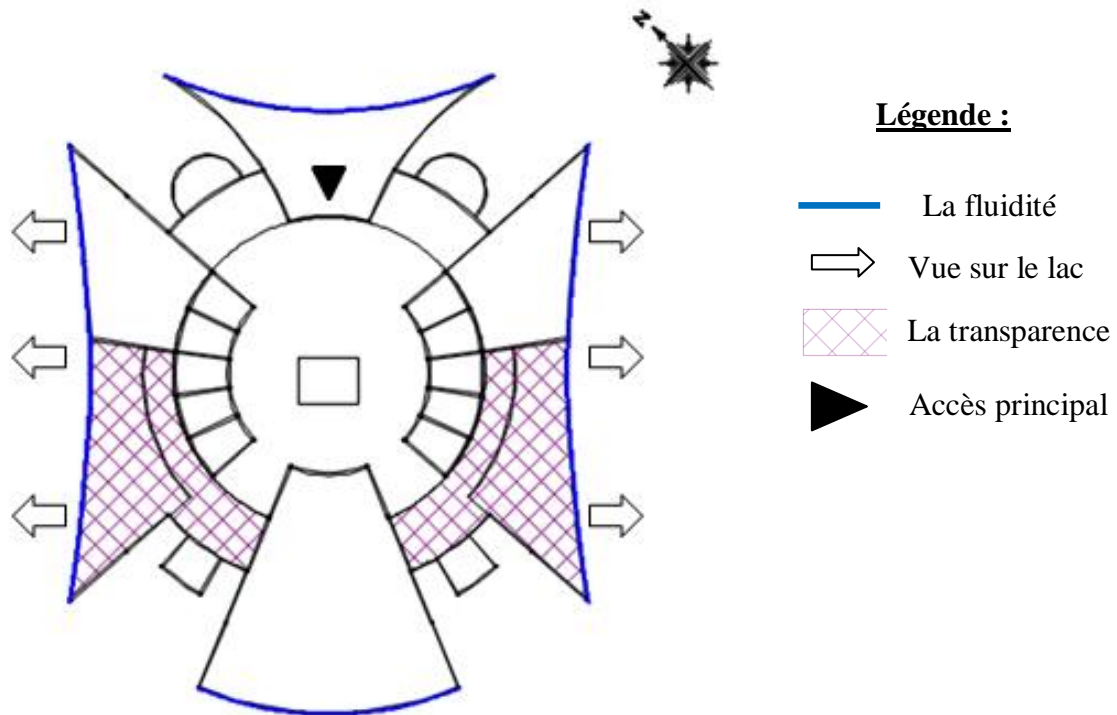 N
Légende :
La fluidité
Vue sur le lac
La transparence
Accès principal